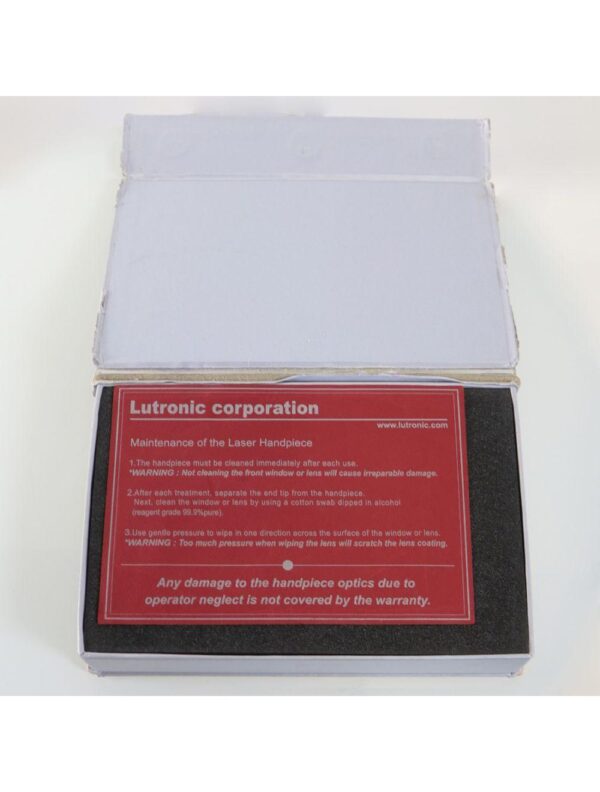 Lutronic corporation
www.lutronic.com
Maintenance of the Laser Handpiece
1.The handpiece must be cleaned immediately after each use.
*WARNING : Not cleaning the front window or lens will cause irreparable damage.
2.After each treatment, separate the end tip from the handpiece.
Next, clean the window or lens by using a cotton swab dipped in alcohol
(reagent grade 99.9%pure).
3.Use gentle pressure to wipe in one direction across the surface of the window or lens.
*WARNING : Too much pressure when wiping the lens will scratch the lens coating.
Any damage to the handpiece optics due to
operator neglect is not covered by the warranty.